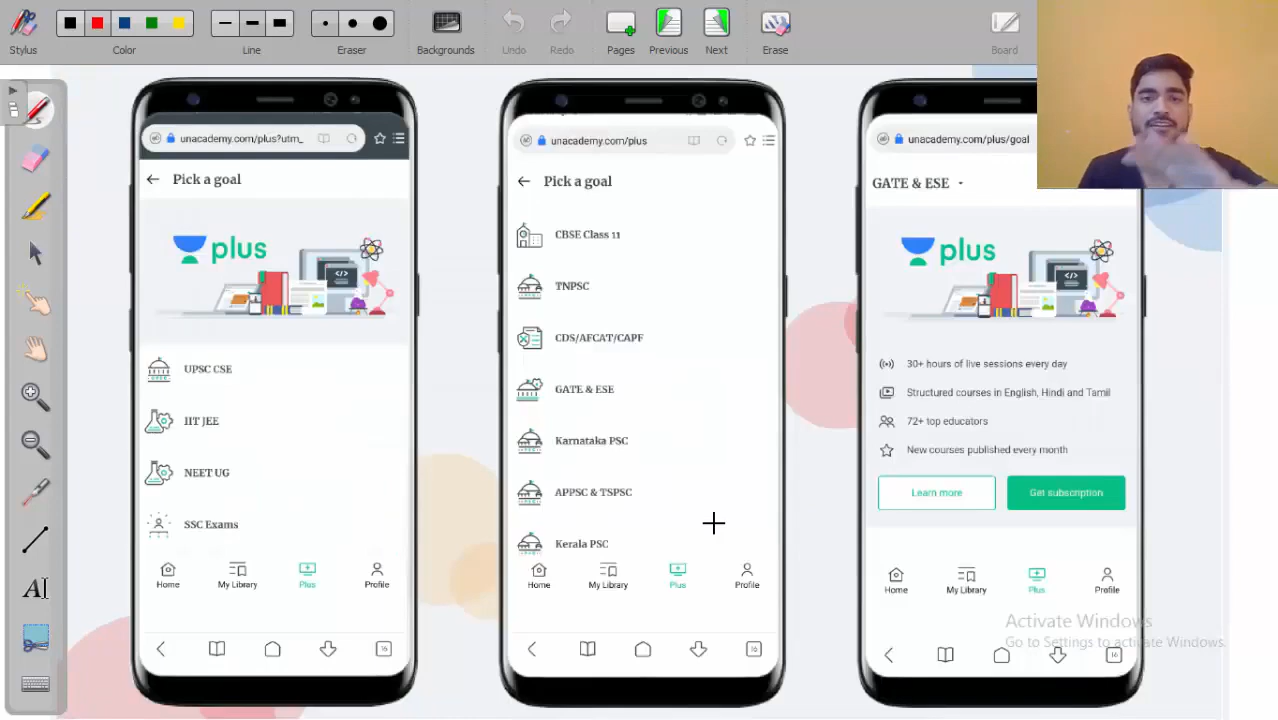 Stylus
Color
Line
Eraser
Backgrounds
Undo
Redo
Pages
Previous
Next
Erase
Board
unacademy.com/plus?utm_
Pick a goal
plus
UPSC CSE
IIT JEE
NEET UG
SSC Exams
Home My Library Plus Profile
16
unacademy.com/plus
Pick a goal
CBSE Class 11
TNPSC
CDS/AFCAT/CAPF
GATE & ESE
Karnataka PSC
APPSC & TSPSC
Kerala PSC
Home My Library Plus Profile
16
unacademy.com/plus/goal
GATE & ESE
plus
30+ hours of live sessions every day
Structured courses in English, Hindi and Tamil
72+ top educators
New courses published every month
Learn more Get subscription
Home My Library Plus Profile
16
Activate Windows
Go to Settings to activate Windows.